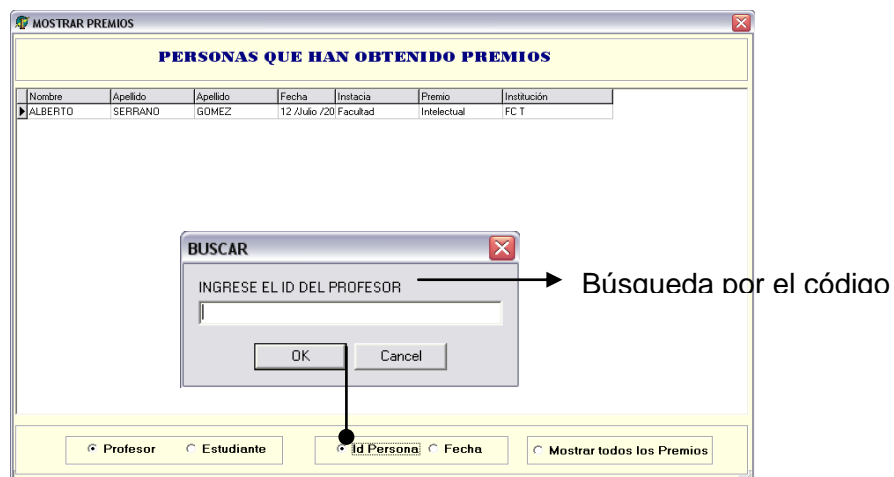 MOSTRAR PREMIOS
PERSONAS QUE HAN OBTENIDO PREMIOS
Nombre Apellido Apellido Fecha Instacia Premio Institución
ALBERTO SERRANO GOMEZ 12 /Julio /20 Facultad Intelectual FC T
BUSCAR
INGRESE EL ID DEL PROFESOR
Búsqueda por el código
OK Cancel
Profesor Estudiante Id Persona Fecha Mostrar todos los Premios